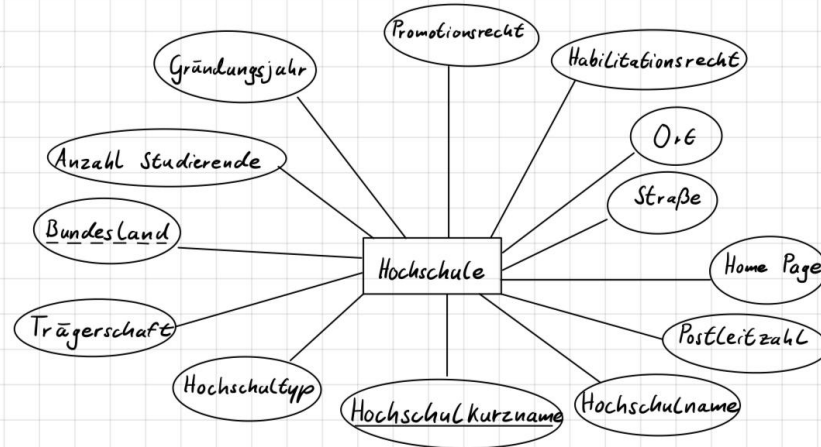 Promotionsrecht
Habilitationsrecht
Gründungsjahr
Ort
Anzahl Studierende
Straße
Bundesland
Hochschule
Home Page
Trägerschaft
Postleitzahl
Hochschultyp
Hochschulkurzname
Hochschulname